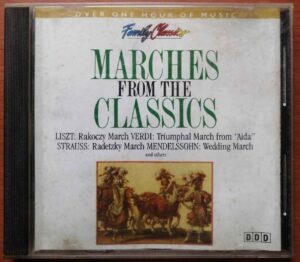 OVER ONE HOUR OF MUSIC
Family Classics
MARCHES
FROM THE
CLASSICS
LISZT: Rakoczy March VERDI: Triumphal March from "Aida"
STRAUSS: Radetzky March MENDELSSOHN: Wedding March
and others
DDD